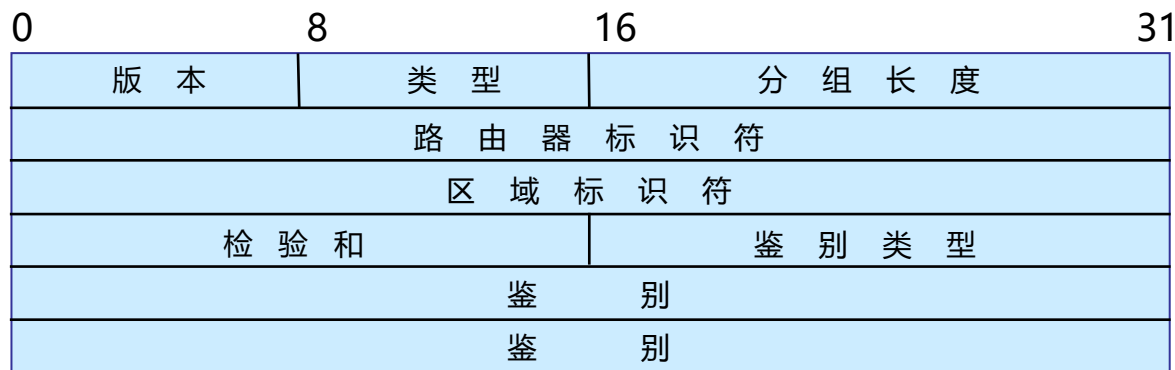 0 8 16 31
版 本 类 型 分 组 长 度
路 由 器 标 识 符
区 域 标 识 符
检 验 和 鉴 别 类 型
鉴 别
鉴 别